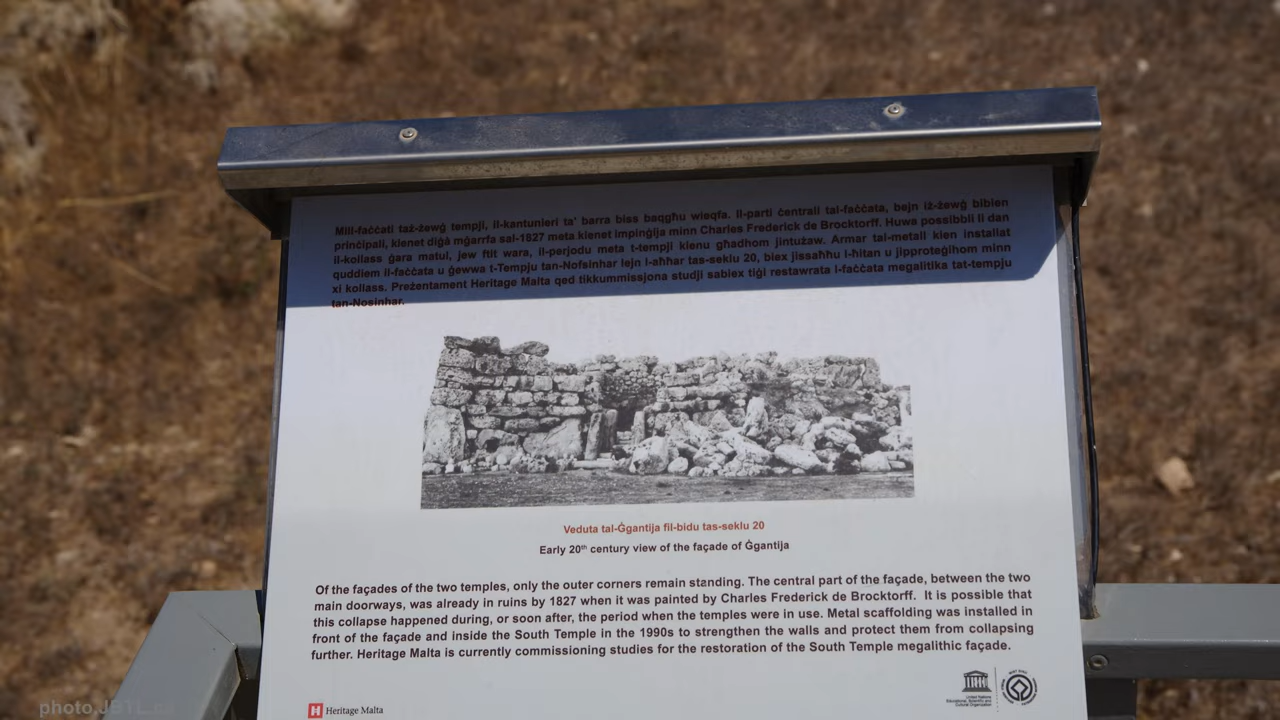 Mill-faċċati taż-żewġ tempji, il-kantunieri ta' barra biss baqgħu wieqfa. Il-parti ċentrali tal-faċċata, bejn iż-żewġ bibien
prinċipali, kienet diġà mġarrfa sal-1827 meta kienet impinġija minn Charles Frederick de Brocktorff. Huwa possibbli li dan
il-kollass ġara matul, jew ftit wara, il-perjodu meta t-tempji kienu għadhom jintużaw. Armar tal-metall kien installat
quddiem il-faċċata u ġewwa t-Tempju tan-Nofsinhar lejn l-aħħar tas-seklu 20, biex jissaħħu l-ħitan u jipproteġihom minn
xi kollass. Preżentament Heritage Malta qed tikkummissjona studji sabiex tiġi restawrata l-faċċata megalitika tat-tempju
tan-Nosinhar.
Veduta tal-Ġgantija fil-bidu tas-seklu 20
Early 20th century view of the façade of Ġgantija
Of the façades of the two temples, only the outer corners remain standing. The central part of the façade, between the two
main doorways, was already in ruins by 1827 when it was painted by Charles Frederick de Brocktorff. It is possible that
this collapse happened during, or soon after, the period when the temples were in use. Metal scaffolding was installed in
front of the façade and inside the South Temple in the 1990s to strengthen the walls and protect them from collapsing
further. Heritage Malta is currently commissioning studies for the restoration of the South Temple megalithic façade.
Heritage Malta
United Nations
Educational, Scientific and
Cultural Organization